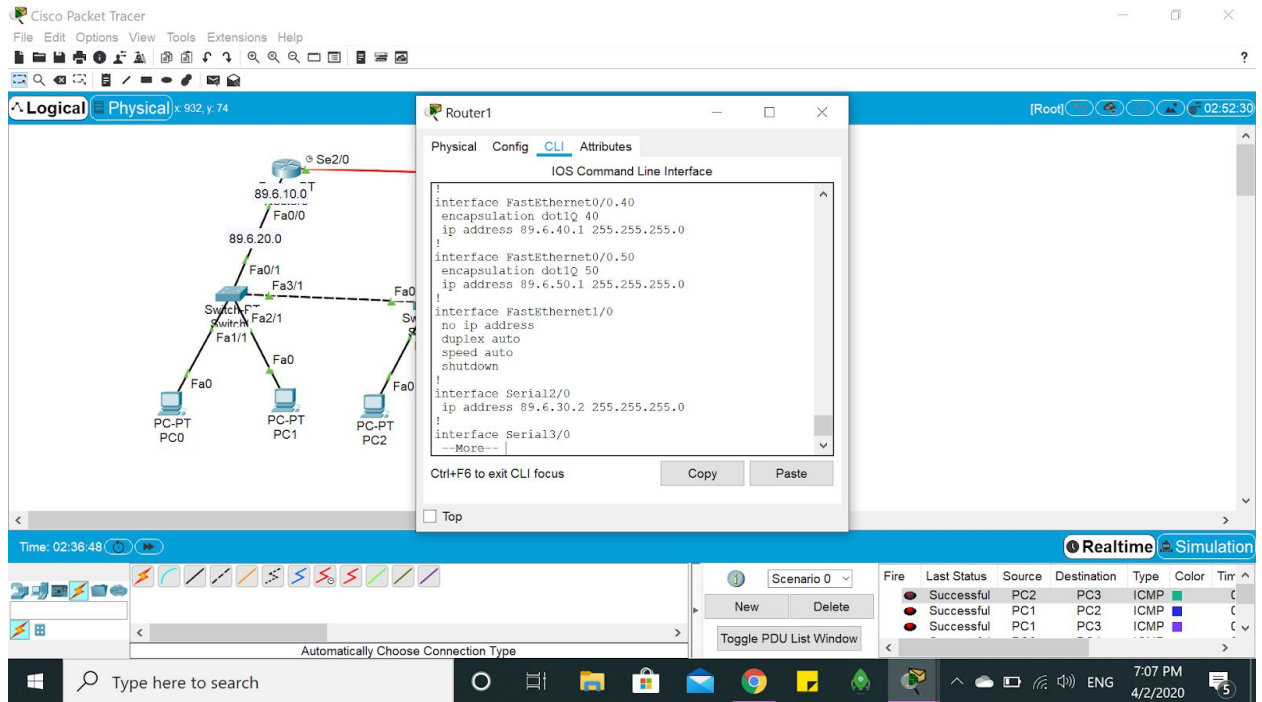 Cisco Packet Tracer
File Edit Options View Tools Extensions Help
?
Logical Physical x: 932, y: 74
[Root] 02:52:30
Se2/0
89.6.10.0
Fa0/0
89.6.20.0
Fa0/1
Fa3/1
Fa0
Switch-PT
Switch1
Fa2/1
Sw
Fa1/1
Fa0
Fa0
Fa0
PC-PT
PC0
PC-PT
PC1
PC-PT
PC2
Router1
Physical Config CLI Attributes
IOS Command Line Interface
!
interface FastEthernet0/0.40
encapsulation dot1Q 40
ip address 89.6.40.1 255.255.255.0
!
interface FastEthernet0/0.50
encapsulation dot1Q 50
ip address 89.6.50.1 255.255.255.0
!
interface FastEthernet1/0
no ip address
duplex auto
speed auto
shutdown
!
interface Serial2/0
ip address 89.6.30.2 255.255.255.0
!
interface Serial3/0
--More--
Ctrl+F6 to exit CLI focus
Copy Paste
Top
Time: 02:36:48
Realtime Simulation
Automatically Choose Connection Type
Scenario 0
New Delete
Toggle PDU List Window
Fire Last Status Source Destination Type Color Tim
Successful PC2 PC3 ICMP
Successful PC1 PC2 ICMP
Successful PC1 PC3 ICMP
Type here to search
ENG
7:07 PM
4/2/2020
5